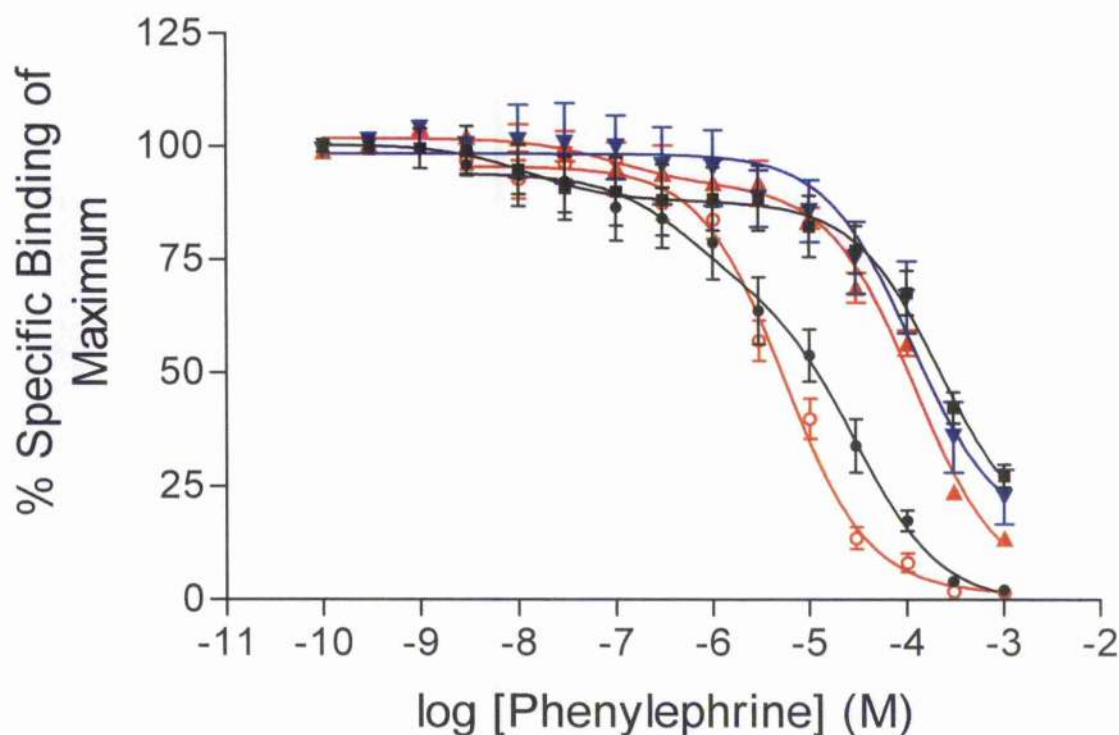 % Specific Binding of
Maximum
125
100
75
50
25
0
-11 -10 -9 -8 -7 -6 -5 -4 -3 -2
log [Phenylephrine] (M)